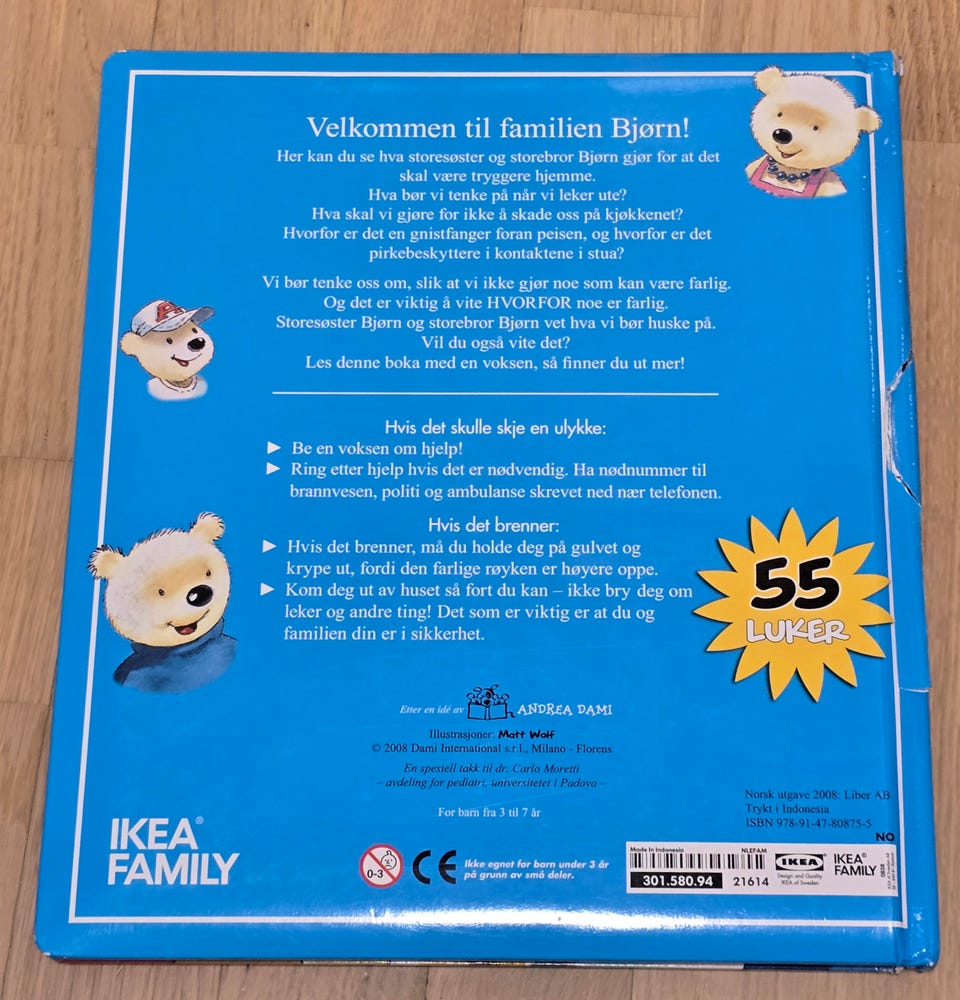 Velkommen til familien Bjørn!
Her kan du se hva storesøster og storebror Bjørn gjør for at det
skal være tryggere hjemme.
Hva bør vi tenke på når vi leker ute?
Hva skal vi gjøre for ikke å skade oss på kjøkkenet?
Hvorfor er det en gnistfanger foran peisen, og hvorfor er det
pirkebeskyttere i kontaktene i stua?
Vi bør tenke oss om, slik at vi ikke gjør noe som kan være farlig.
Og det er viktig å vite HVORFOR noe er farlig.
Storesøster Bjørn og storebror Bjørn vet hva vi bør huske på.
Vil du også vite det?
Les denne boka med en voksen, så finner du ut mer!
Hvis det skulle skje en ulykke:
► Be en voksen om hjelp!
► Ring etter hjelp hvis det er nødvendig. Ha nødnummer til
brannvesen, politi og ambulanse skrevet ned nær telefonen.
Hvis det brenner:
► Hvis det brenner, må du holde deg på gulvet og
krype ut, fordi den farlige røyken er høyere oppe.
► Kom deg ut av huset så fort du kan – ikke bry deg om
leker og andre ting! Det som er viktig er at du og
familien din er i sikkerhet.
55
LUKER
Etter en idé av ANDREA DAMI
Illustrasjoner: Matt Wolf
© 2008 Dami International s.r.l., Milano - Florens
En spesiell takk til dr. Carlo Moretti
– avdeling for pediatri, universitetet i Padova –
For barn fra 3 til 7 år
Norsk utgave 2008: Liber AB
Trykt i Indonesia
ISBN 978-91-47-80875-5
NO
IKEA®
FAMILY
0-3
CE
Ikke egnet for barn under 3 år
på grunn av små deler.
Made in Indonesia NLEFAM
301.580.94 21614
IKEA®
Design and Quality
IKEA of Sweden
IKEA®
FAMILY